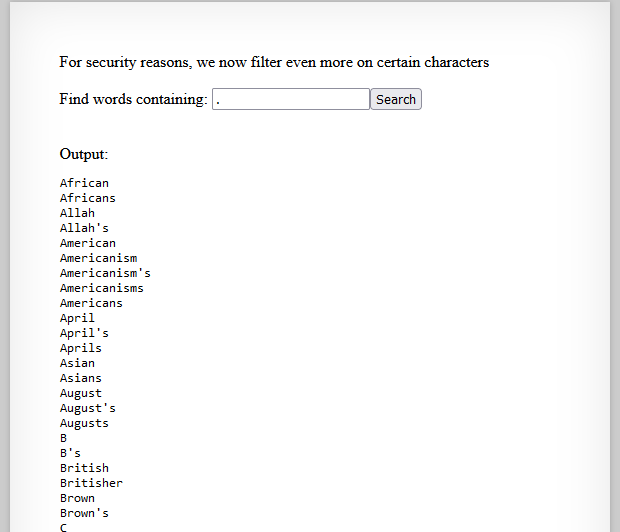 For security reasons, we now filter even more on certain characters
Find words containing: . Search
Output:
African
Africans
Allah
Allah's
American
Americanism
Americanism's
Americanisms
Americans
April
April's
Aprils
Asian
Asians
August
August's
Augusts
B
B's
British
Britisher
Brown
Brown's
C